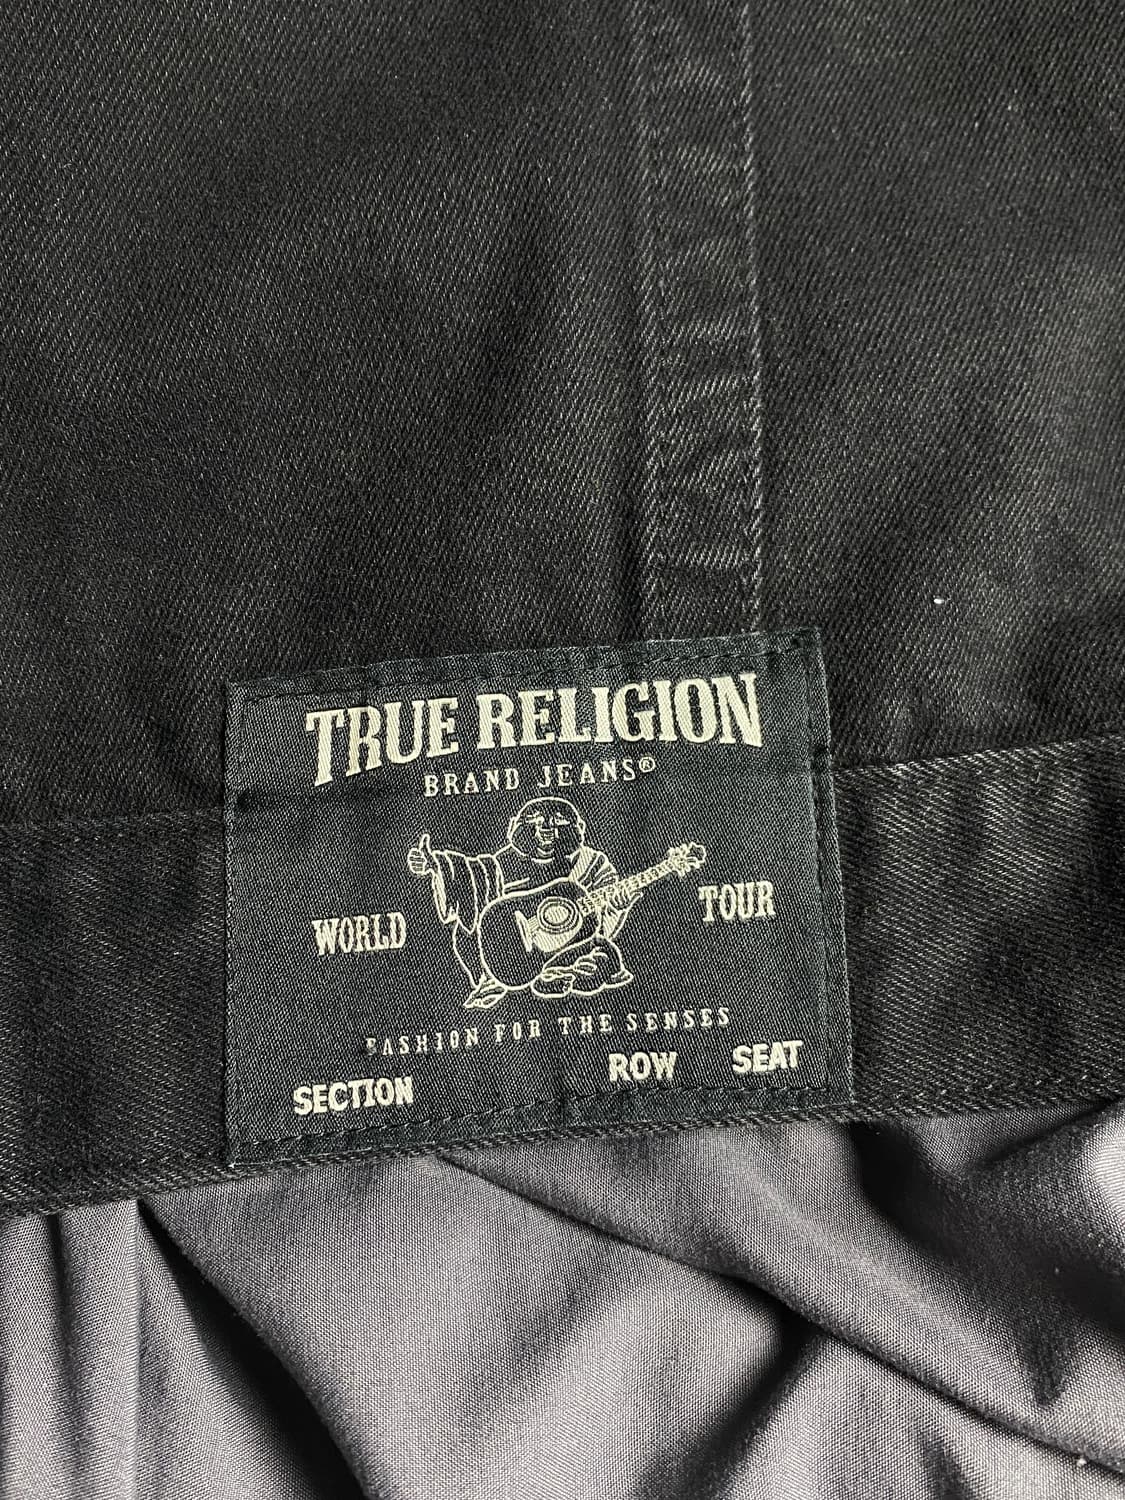 TRUE RELIGION
BRAND JEANS®
WORLD TOUR
FASHION FOR THE SENSES
SECTION ROW SEAT